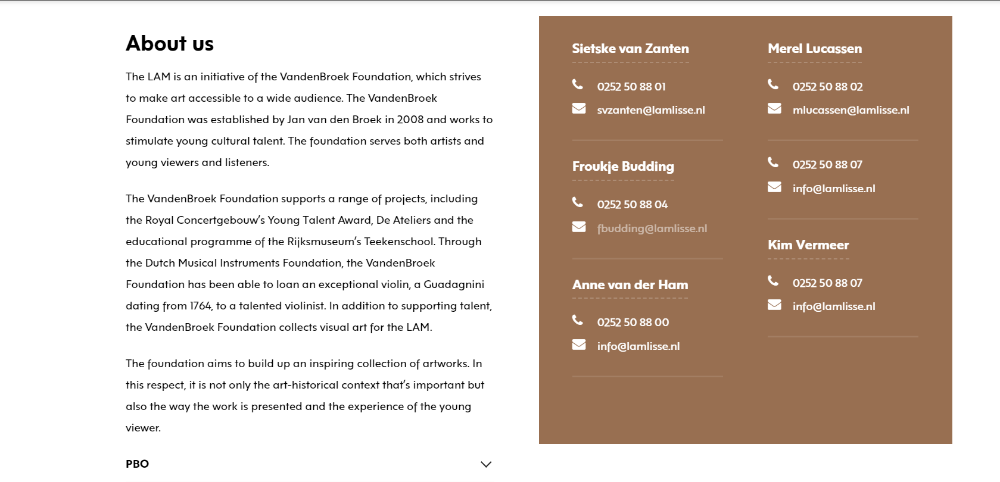 About us
The LAM is an initiative of the VandenBroek Foundation, which strives
to make art accessible to a wide audience. The VandenBroek
Foundation was established by Jan van den Broek in 2008 and works to
stimulate young cultural talent. The foundation serves both artists and
young viewers and listeners.
The VandenBroek Foundation supports a range of projects, including
the Royal Concertgebouw’s Young Talent Award, De Ateliers and the
educational programme of the Rijksmuseum’s Teekenschool. Through
the Dutch Musical Instruments Foundation, the VandenBroek
Foundation has been able to loan an exceptional violin, a Guadagnini
dating from 1764, to a talented violinist. In addition to supporting talent,
the VandenBroek Foundation collects visual art for the LAM.
The foundation aims to build up an inspiring collection of artworks. In
this respect, it is not only the art-historical context that’s important but
also the way the work is presented and the experience of the young
viewer.
PBO
Sietske van Zanten
0252 50 88 01
svzanten@lamlisse.nl
Froukje Budding
0252 50 88 04
fbudding@lamlisse.nl
Anne van der Ham
0252 50 88 00
info@lamlisse.nl
Merel Lucassen
0252 50 88 02
mlucassen@lamlisse.nl
0252 50 88 07
info@lamlisse.nl
Kim Vermeer
0252 50 88 07
info@lamlisse.nl